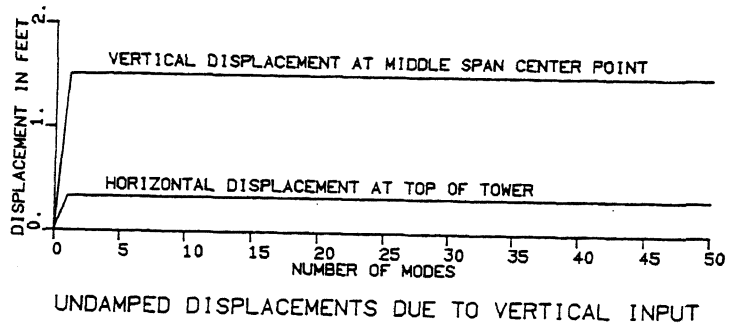 2.
VERTICAL DISPLACEMENT AT MIDDLE SPAN CENTER POINT
DISPLACEMENT IN FEET
1.
HORIZONTAL DISPLACEMENT AT TOP OF TOWER
0.
0 5 10 15 20 25 30 35 40 45 50
NUMBER OF MODES
UNDAMPED DISPLACEMENTS DUE TO VERTICAL INPUT